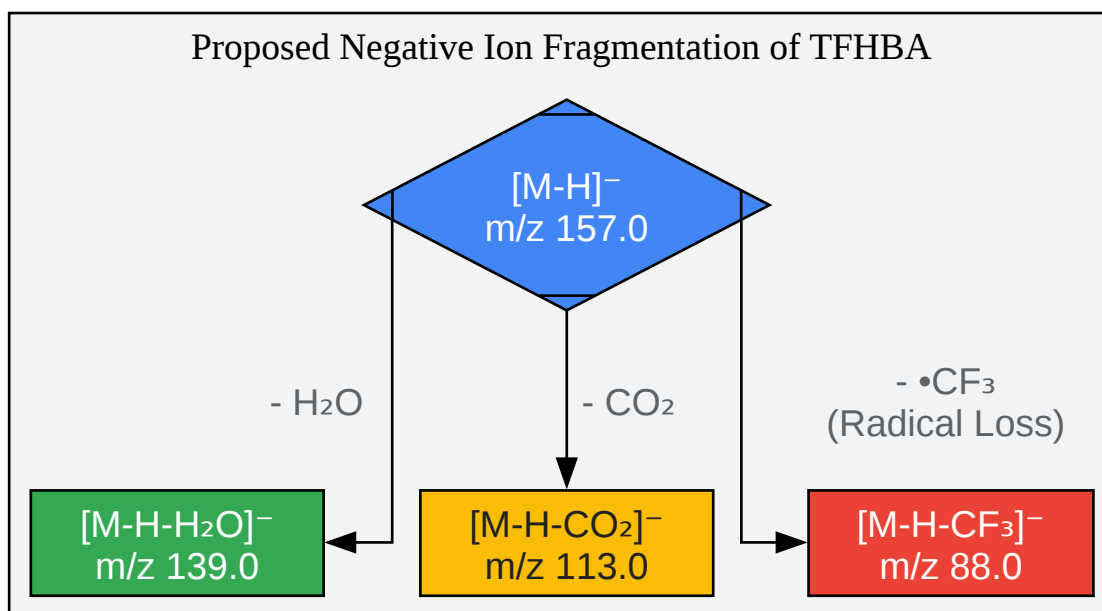 Proposed Negative Ion Fragmentation of TFHBA
[M-H]⁻
m/z 157.0
- H₂O
- CO₂
- •CF₃
(Radical Loss)
[M-H-H₂O]⁻
m/z 139.0
[M-H-CO₂]⁻
m/z 113.0
[M-H-CF₃]⁻
m/z 88.0